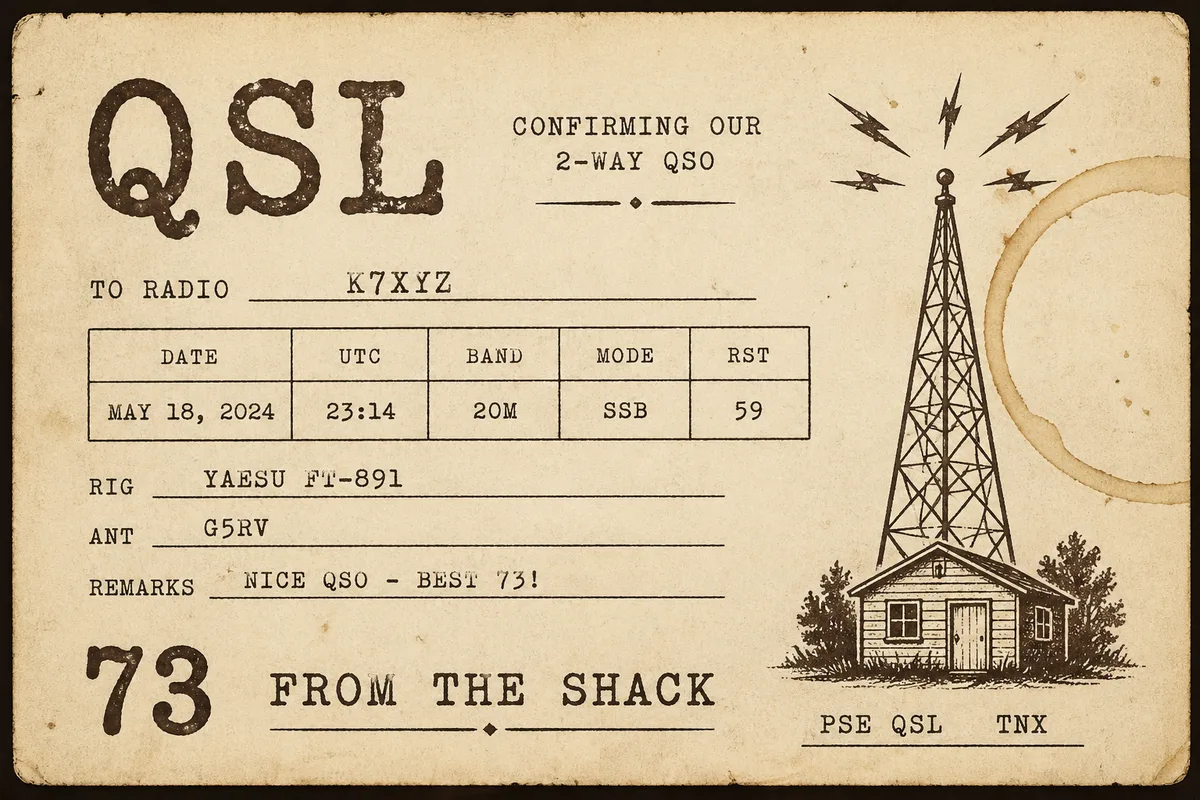 QSL
CONFIRMING OUR
2-WAY QSO
TO RADIO K7XYZ
DATE UTC BAND MODE RST
MAY 18, 2024 23:14 20M SSB 59
RIG YAESU FT-891
ANT G5RV
REMARKS NICE QSO - BEST 73!
73 FROM THE SHACK
PSE QSL TNX